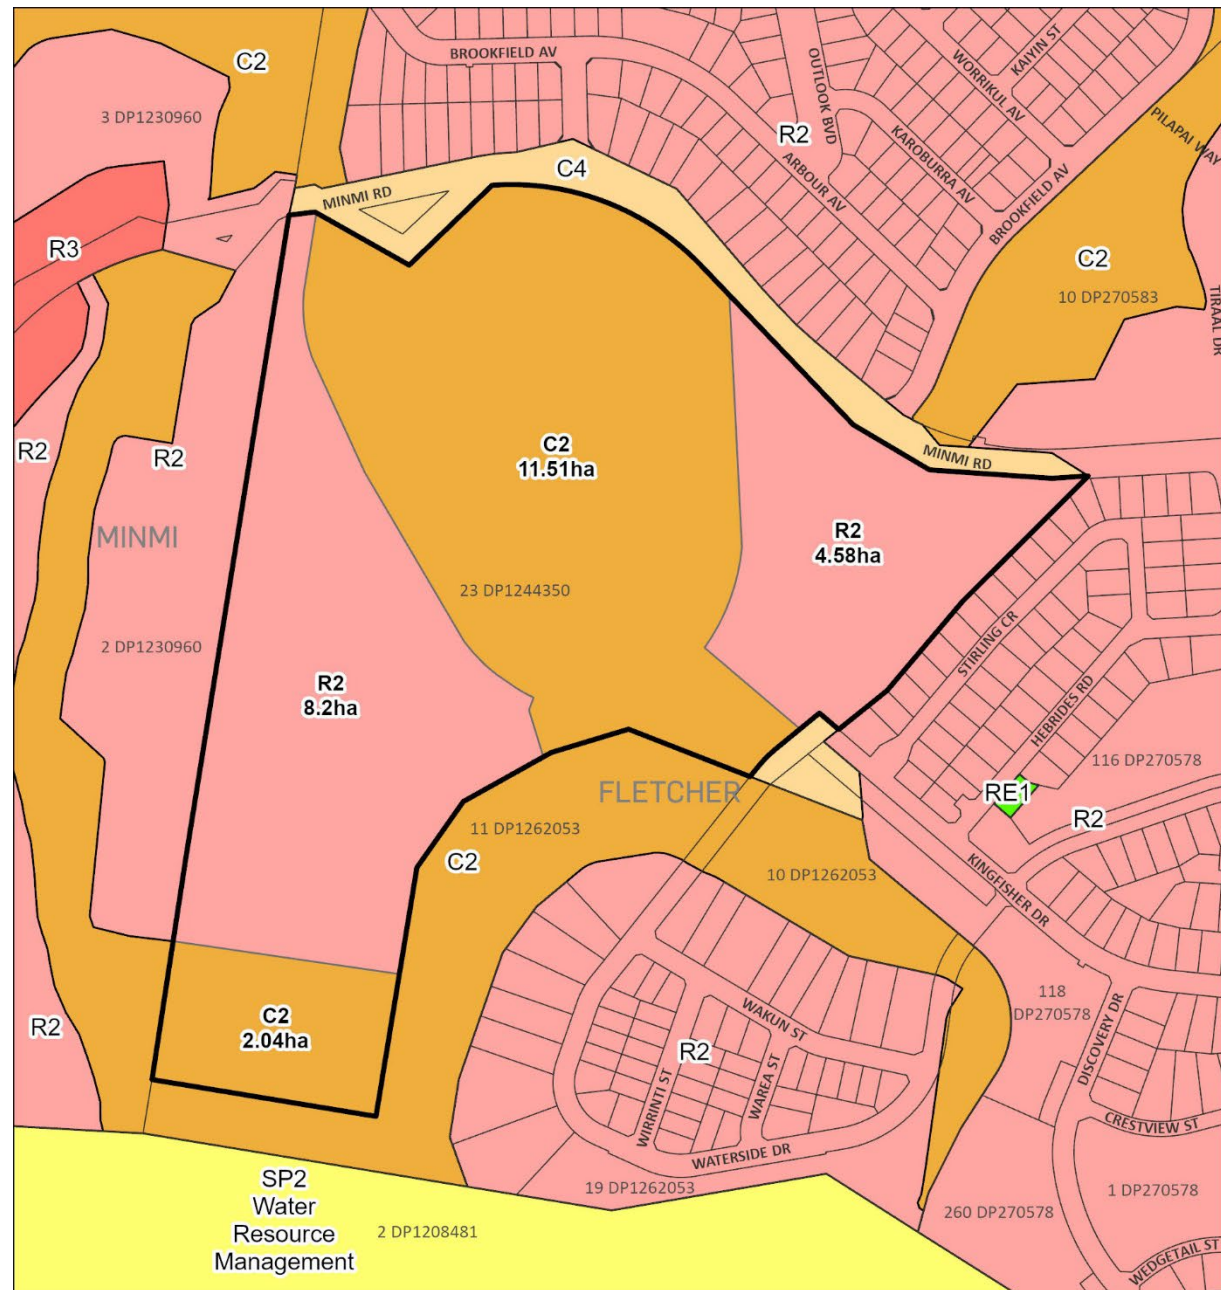 BROOKFIELD AV
C2
OUTLOOK BVD
WORRIKUL AV
KAIYIN ST
3 DP1230960
R2
KAROBURRA AV
PILAPAI WAY
C4
ARBOUR AV
MINMI RD
BROOKFIELD AV
R3
C2
10 DP270583
TIRAAL DR
R2
R2
C2
11.51ha
MINMI RD
MINMI
R2
4.58ha
23 DP1244350
2 DP1230960
STIRLING CR
R2
8.2ha
HEBRIDES RD
116 DP270578
FLETCHER
RE1
R2
11 DP1262053
C2
10 DP1262053
KINGFISHER DR
118
DP270578
R2
C2
2.04ha
WAKUN ST
R2
DISCOVERY DR
WIRRINTI ST
WAREA ST
CRESTVIEW ST
WATERSIDE DR
SP2
Water
Resource
Management
19 DP1262053
1 DP270578
260 DP270578
2 DP1208481
WEDGETAIL ST